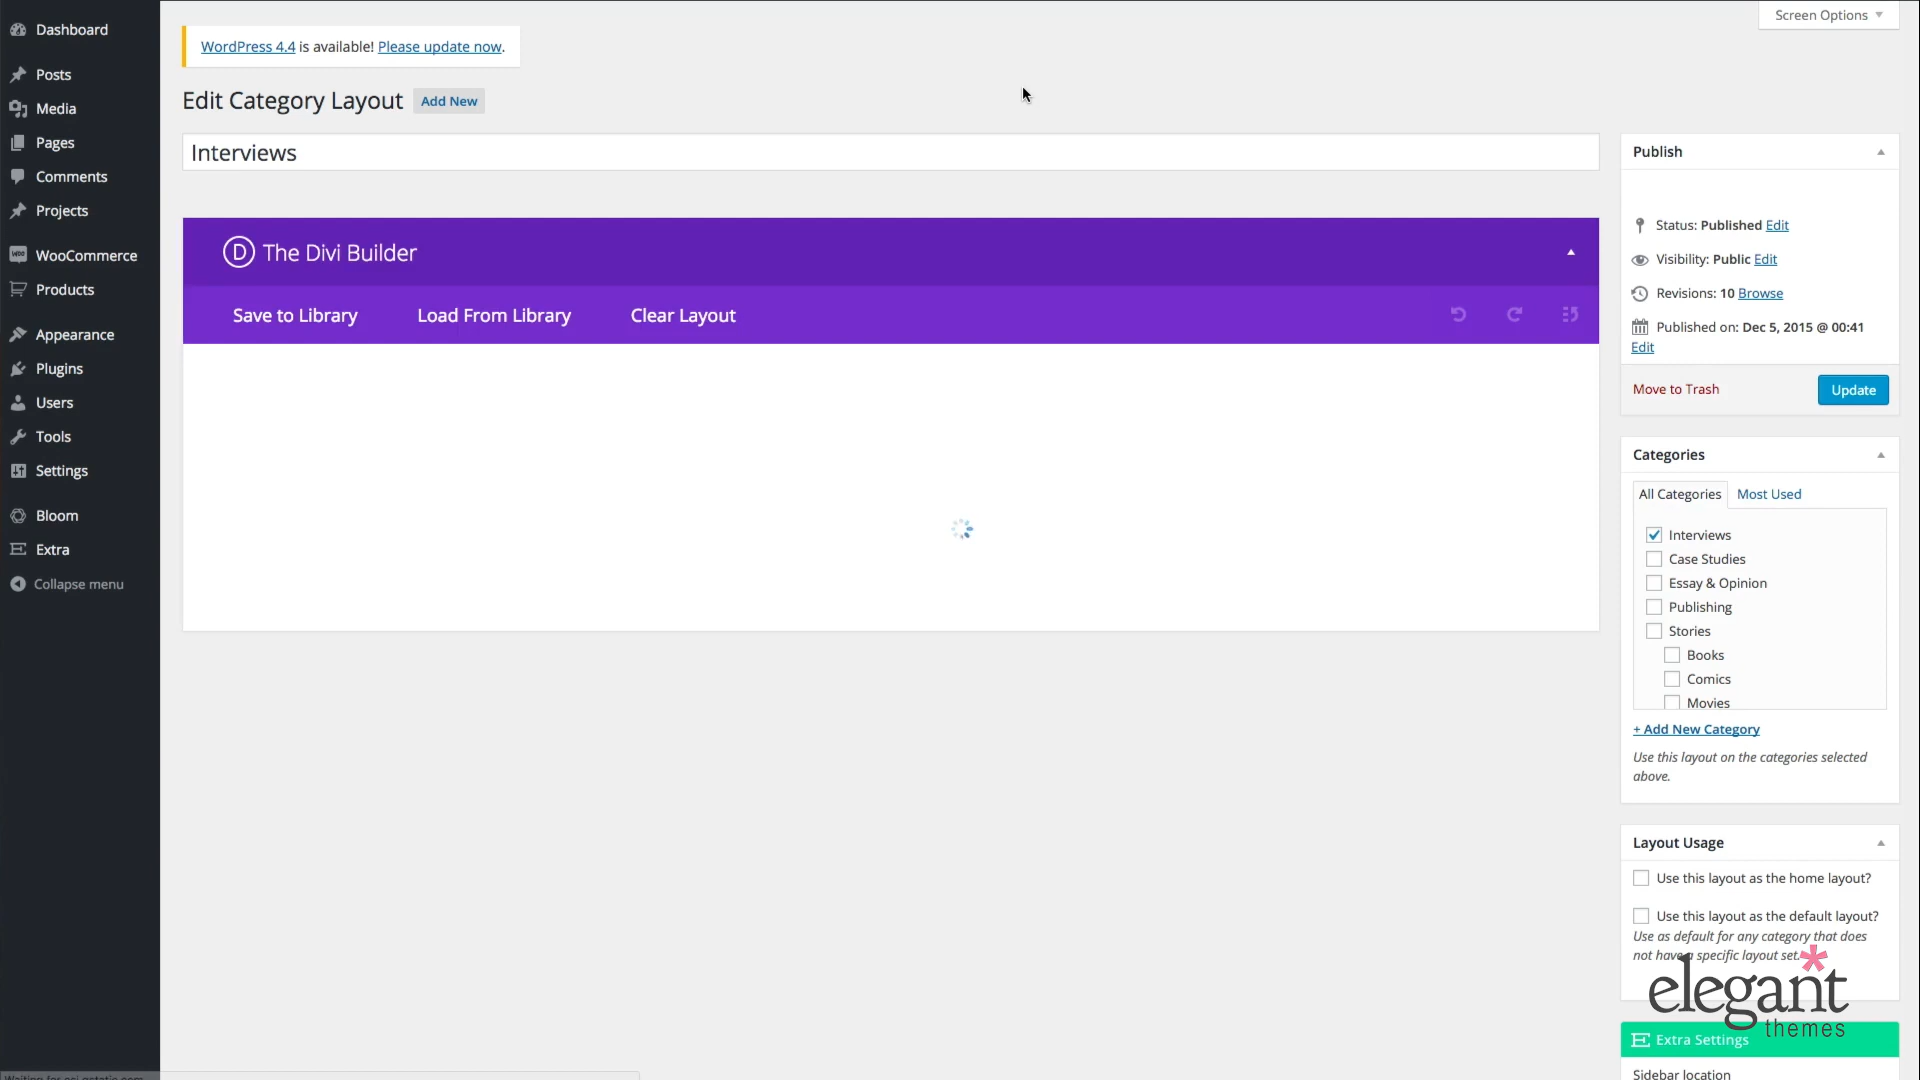 Dashboard
Posts
Media
Pages
Comments
Projects
WooCommerce
Products
Appearance
Plugins
Users
Tools
Settings
Bloom
Extra
Collapse menu
Screen Options
WordPress 4.4 is available! Please update now.
Edit Category Layout Add New
Interviews
D The Divi Builder
Save to Library Load From Library Clear Layout
Publish
Status: Published Edit
Visibility: Public Edit
Revisions: 10 Browse
Published on: Dec 5, 2015 @ 00:41
Edit
Move to Trash Update
Categories
All Categories Most Used
Interviews
Case Studies
Essay & Opinion
Publishing
Stories
Books
Comics
Movies
+ Add New Category
Use this layout on the categories selected
above.
Layout Usage
Use this layout as the home layout?
Use this layout as the default layout?
Use as default for any category that does
not have a specific layout set.
elegant
themes
Extra Settings
Sidebar location